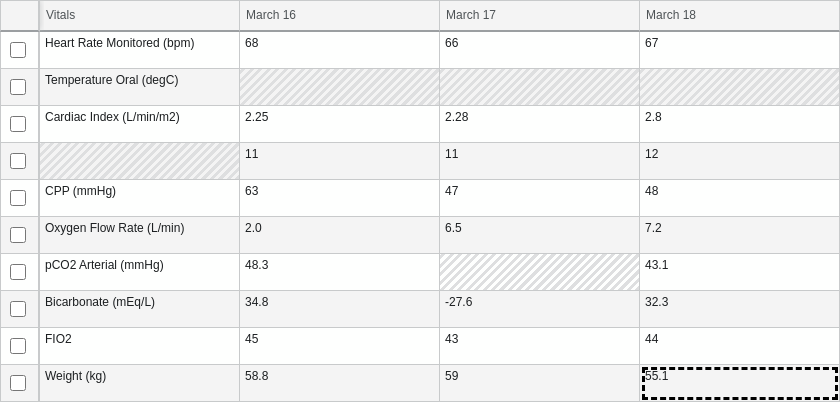 Vitals March 16 March 17 March 18
Heart Rate Monitored (bpm) 68 66 67
Temperature Oral (degC)
Cardiac Index (L/min/m2) 2.25 2.28 2.8
11 11 12
CPP (mmHg) 63 47 48
Oxygen Flow Rate (L/min) 2.0 6.5 7.2
pCO2 Arterial (mmHg) 48.3 43.1
Bicarbonate (mEq/L) 34.8 -27.6 32.3
FIO2 45 43 44
Weight (kg) 58.8 59 55.1